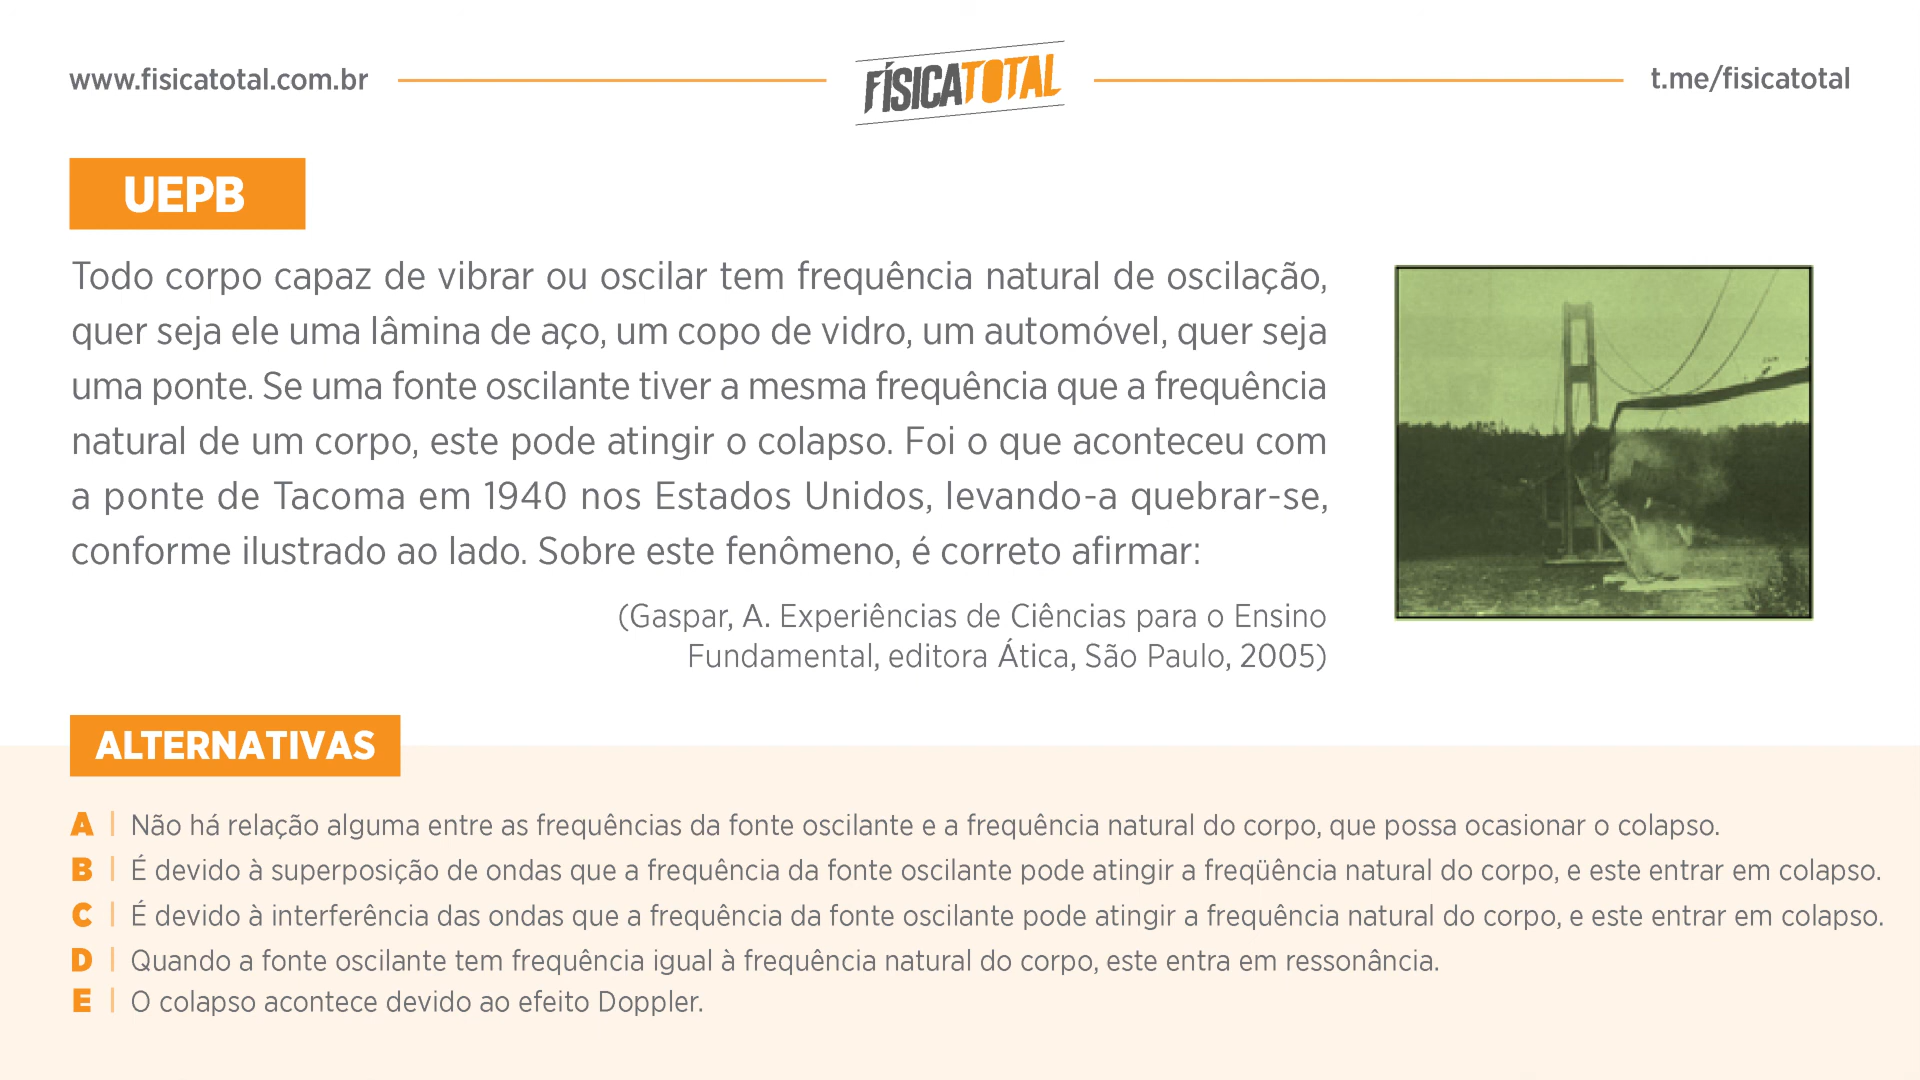 www.fisicatotal.com.br
FÍSICATOTAL
t.me/fisicatotal
UEPB
Todo corpo capaz de vibrar ou oscilar tem frequência natural de oscilação,
quer seja ele uma lâmina de aço, um copo de vidro, um automóvel, quer seja
uma ponte. Se uma fonte oscilante tiver a mesma frequência que a frequência
natural de um corpo, este pode atingir o colapso. Foi o que aconteceu com
a ponte de Tacoma em 1940 nos Estados Unidos, levando-a quebrar-se,
conforme ilustrado ao lado. Sobre este fenômeno, é correto afirmar:
(Gaspar, A. Experiências de Ciências para o Ensino
Fundamental, editora Ática, São Paulo, 2005)
ALTERNATIVAS
A | Não há relação alguma entre as frequências da fonte oscilante e a frequência natural do corpo, que possa ocasionar o colapso.
B | É devido à superposição de ondas que a frequência da fonte oscilante pode atingir a freqüência natural do corpo, e este entrar em colapso.
C | É devido à interferência das ondas que a frequência da fonte oscilante pode atingir a frequência natural do corpo, e este entrar em colapso.
D | Quando a fonte oscilante tem frequência igual à frequência natural do corpo, este entra em ressonância.
E | O colapso acontece devido ao efeito Doppler.